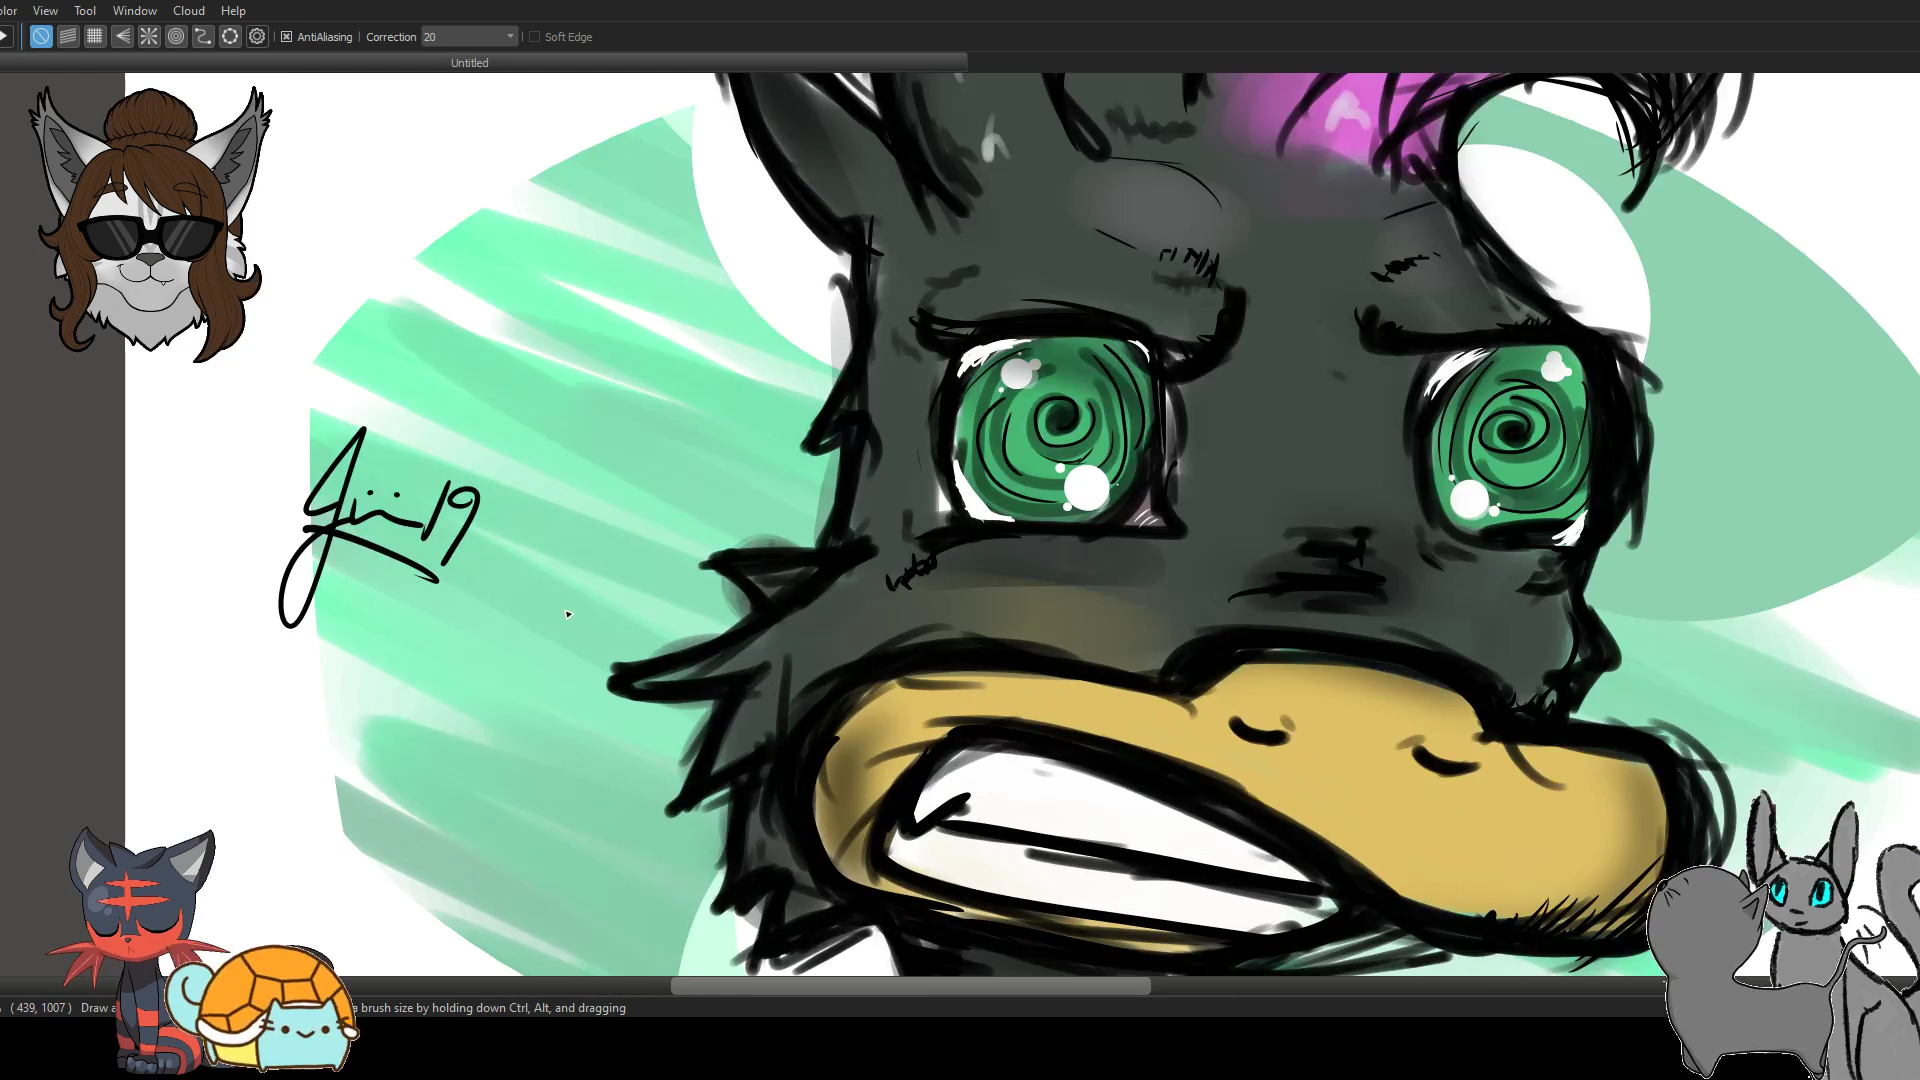 olor View Tool Window Cloud Help
AntiAliasing Correction 20 Soft Edge
Untitled
( 439, 1007 ) Draw a brush size by holding down Ctrl, Alt, and dragging